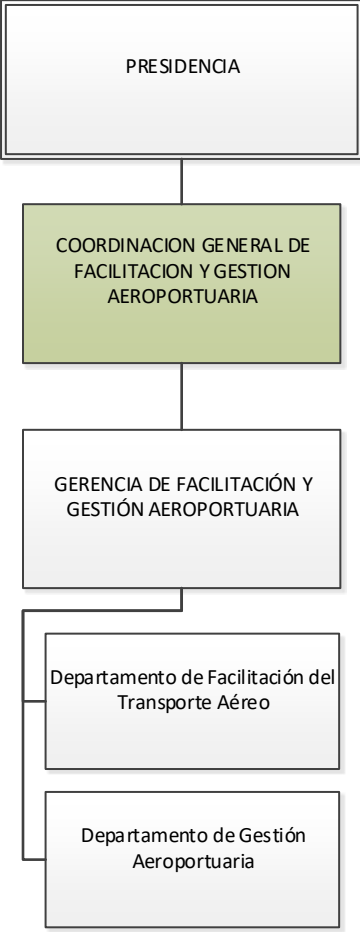 PRESIDENCIA
COORDINACION GENERAL DE
FACILITACION Y GESTION
AEROPORTUARIA
GERENCIA DE FACILITACIÓN Y
GESTIÓN AEROPORTUARIA
Departamento de Facilitación del
Transporte Aéreo
Departamento de Gestión
Aeroportuaria